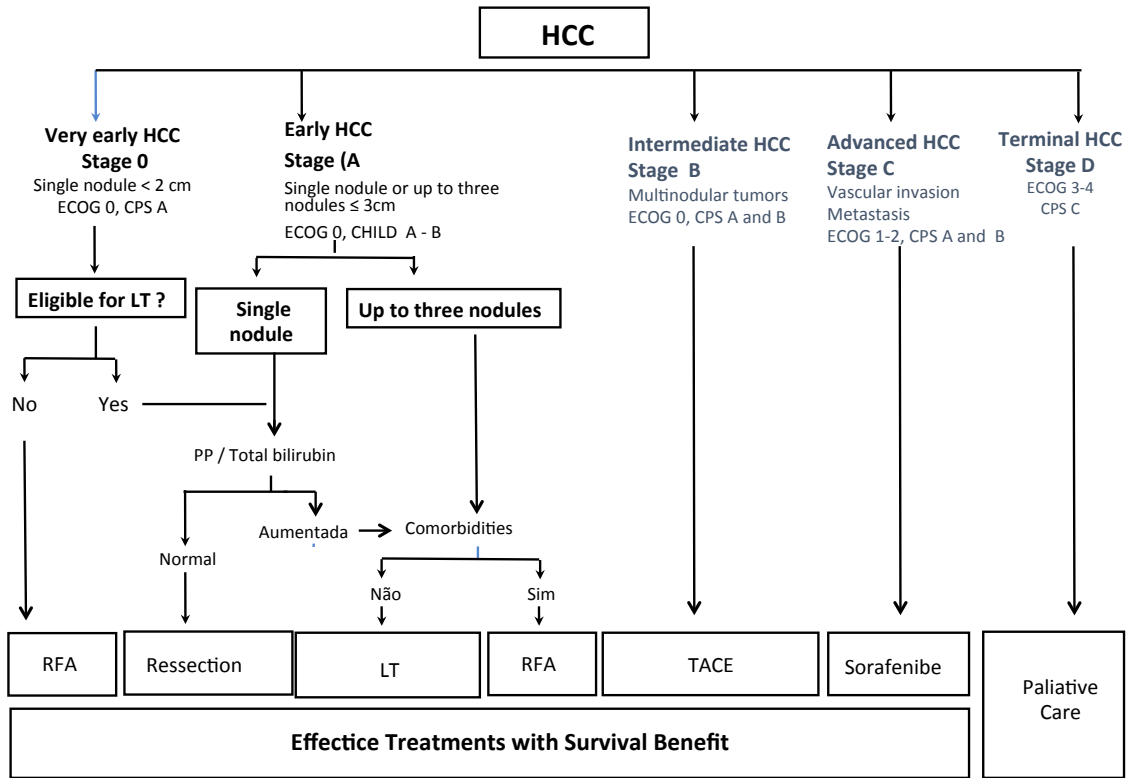 HCC
Very early HCC
Stage 0
Single node < 2 cm
ECOG 0, CPS A
Early HCC
Stage (A
Single node or up to three
nodules ≤ 3cm
ECOG 0, CHILD A - B
Intermediate HCC
Stage B
Multinodular tumors
ECOG 0, CPS A and B
Advanced HCC
Stage C
Vascular invasion
Metastasis
ECOG 1-2, CPS A and B
Terminal HCC
Stage D
ECOG 3-4
CPS C
Eligible for LT ?
Single
nodule
Up to three nodules
No
Yes
PP / Total bilirubin
Aumentada
Comorbidities
Normal
Não
Sim
RFA
Ressection
LT
RFA
TACE
Sorafenibe
Paliative
Care
Effectice Treatments with Survival Benefit